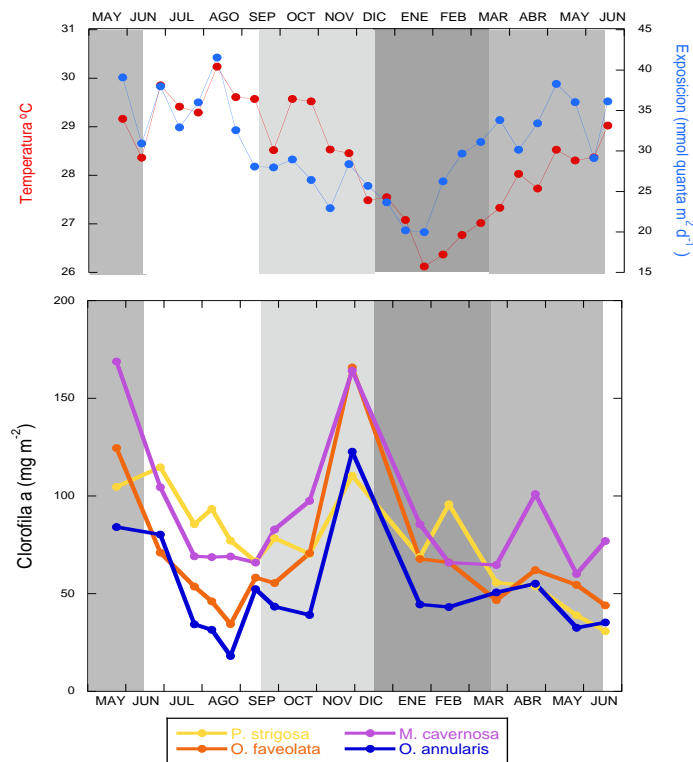 MAY JUN JUL AGO SEP OCT NOV DIC ENE FEB MAR ABR MAY JUN
31 45
40
30
35
29
30
28
25
27
20
26 15
Temperatura ºC
Exposicion (mmol quanta m² d⁻¹)
200
150
100
50
0
Clorofila a (mg m⁻²)
MAY JUN JUL AGO SEP OCT NOV DIC ENE FEB MAR ABR MAY JUN
P. strigosa M. cavernosa
O. faveolata O. annularis